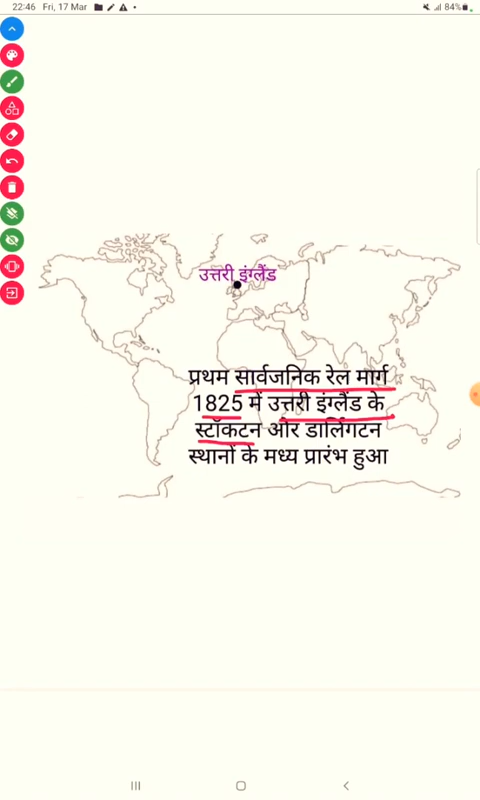 22:46 Fri, 17 Mar 84%
उत्तरी इंग्लैंड
प्रथम सार्वजनिक रेल मार्ग
1825 में उत्तरी इंग्लैंड के
स्टॉकटन और डार्लिंगटन
स्थानों के मध्य प्रारंभ हुआ